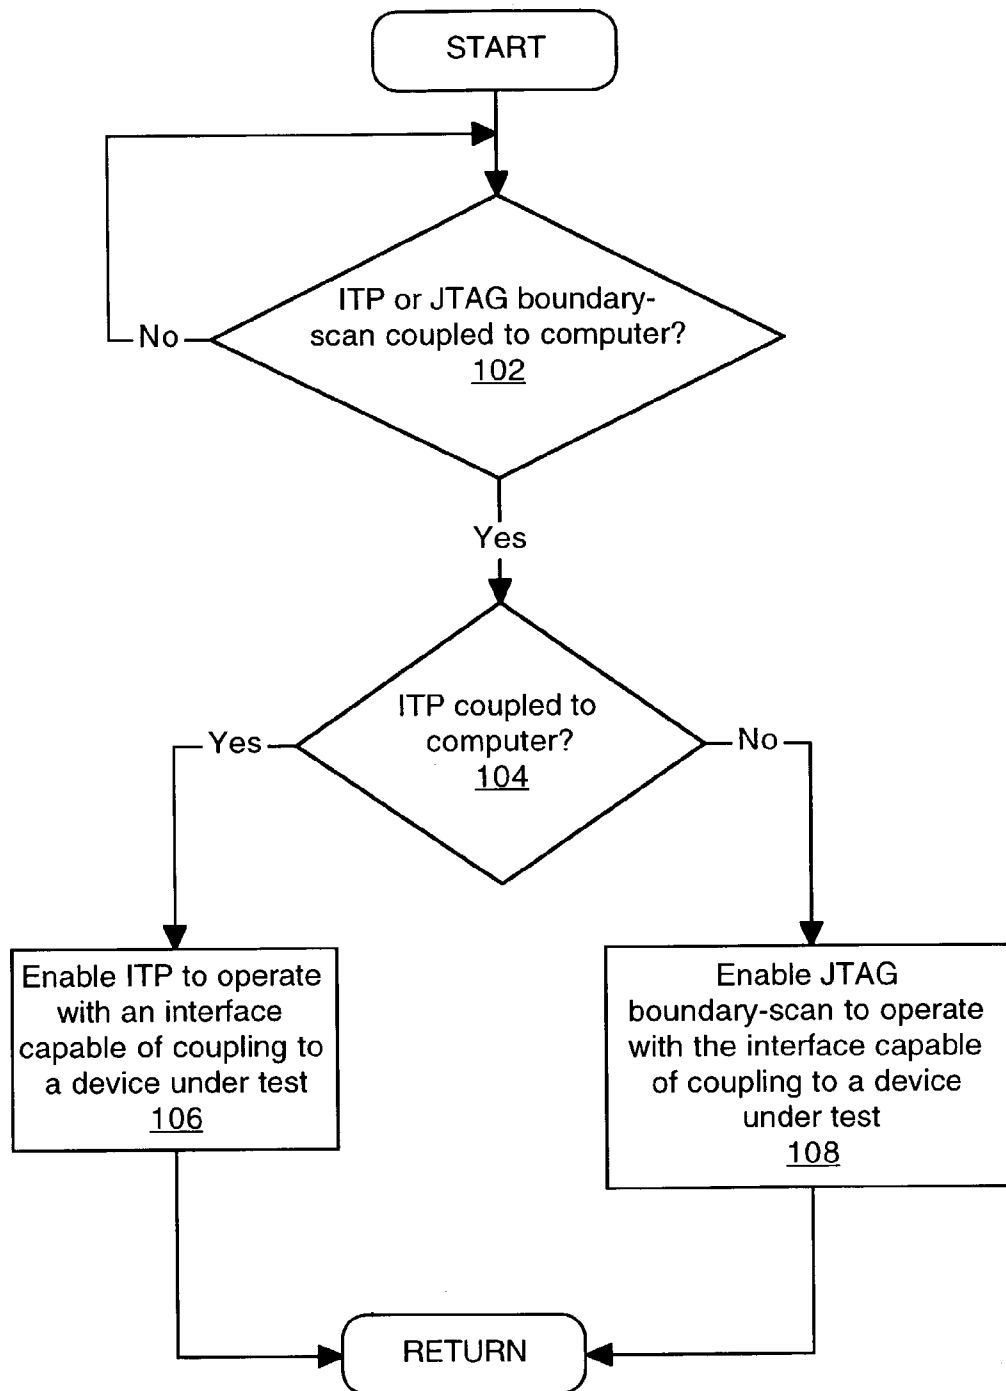 START
ITP or JTAG boundary-
scan coupled to computer?
102
No
Yes
ITP coupled to
computer?
104
Yes
No
Enable ITP to operate
with an interface
capable of coupling to
a device under test
106
Enable JTAG
boundary-scan to operate
with the interface capable
of coupling to a device
under test
108
RETURN